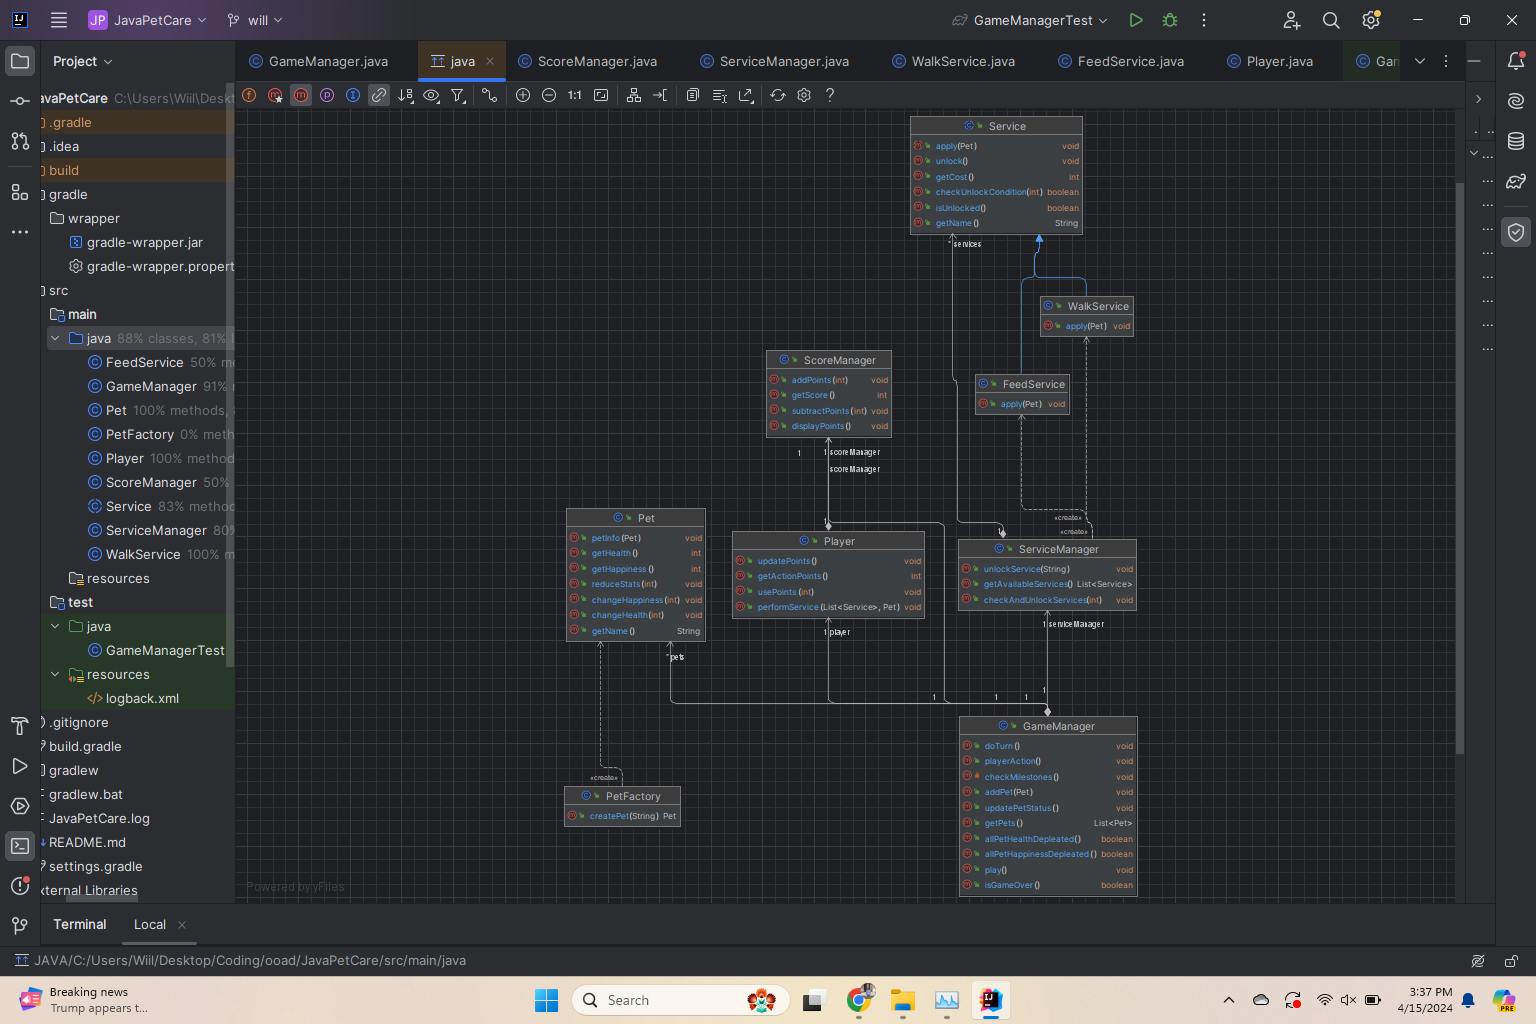 JP JavaPetCare
will
GameManagerTest
Project
GameManager.java
java
ScoreManager.java
ServiceManager.java
WalkService.java
FeedService.java
Player.java
Gan
1:1
?
avaPetCare C:\Users\Wiil\Deskt
.gradle
.idea
build
gradle
wrapper
gradle-wrapper.jar
gradle-wrapper.propert
src
main
java 88% classes, 81% l
FeedService 50% me
GameManager 91%
Pet 100% methods,
PetFactory 0% meth
Player 100% method
ScoreManager 50%
Service 83% metho
ServiceManager 80%
WalkService 100% m
resources
test
java
GameManagerTest
resources
logback.xml
.gitignore
build.gradle
gradlew
gradlew.bat
JavaPetCare.log
README.md
settings.gradle
xternal Libraries
Service
apply(Pet) void
unlock() void
getCost() int
checkUnlockCondition(int) boolean
isUnlocked() boolean
getName() String
* services
WalkService
apply(Pet) void
ScoreManager
addPoints(int) void
getScore() int
subtractPoints(int) void
displayPoints() void
FeedService
apply(Pet) void
1
1 scoreManager
scoreManager
«create»
«create»
1
1
Pet
petInfo(Pet) void
getHealth() int
getHappiness() int
reduceStats(int) void
changeHappiness(int) void
changeHealth(int) void
getName() String
Player
updatePoints() void
getActionPoints() int
usePoints(int) void
performService(List<Service>, Pet) void
ServiceManager
unlockService(String) void
getAvailableServices() List<Service>
checkAndUnlockServices(int) void
1 player
1 serviceManager
* pets
1
1
1
1
GameManager
doTurn() void
playerAction() void
checkMilestones() void
addPet(Pet) void
updatePetStatus() void
getPets() List<Pet>
allPetHealthDepleated() boolean
allPetHappinessDepleated() boolean
play() void
isGameOver() boolean
«create»
PetFactory
createPet(String) Pet
Powered by yFiles
Terminal
Local
JAVA/C:/Users/Wiil/Desktop/Coding/ooad/JavaPetCare/src/main/java
Breaking news
Trump appears t...
Search
3:37 PM
4/15/2024
PRE